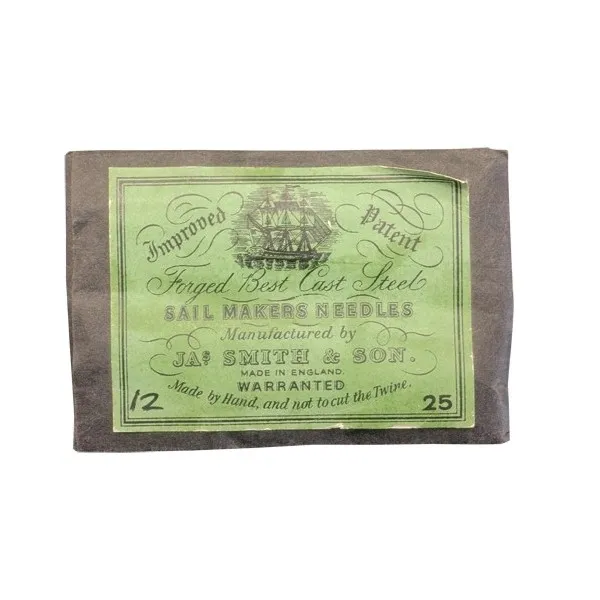 Improved Patent
Forged Best Cast Steel
SAIL MAKERS NEEDLES
Manufactured by
JAS SMITH & SON.
MADE IN ENGLAND.
WARRANTED
Made by Hand, and not to cut the Twine.
12 25